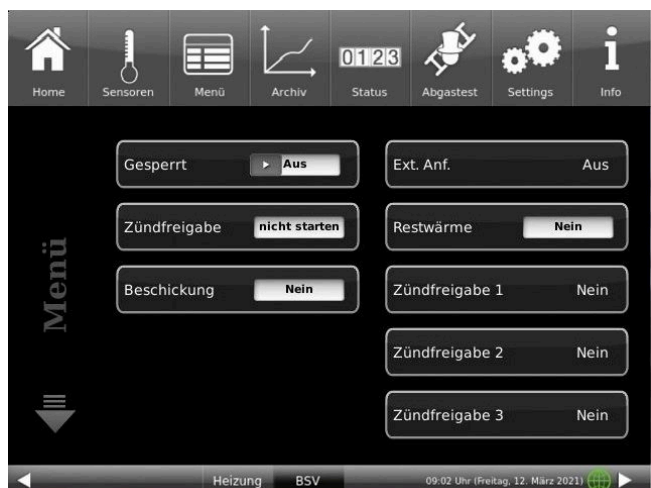 0123
Home Sensoren Menü Archiv Status Abgastest Settings Info
Gesperrt Aus
Ext. Anf. Aus
Zündfreigabe nicht starten
Restwärme Nein
Beschickung Nein
Zündfreigabe 1 Nein
Menü
Zündfreigabe 2 Nein
Zündfreigabe 3 Nein
Heizung BSV 09:02 Uhr (Freitag, 12. März 2021)